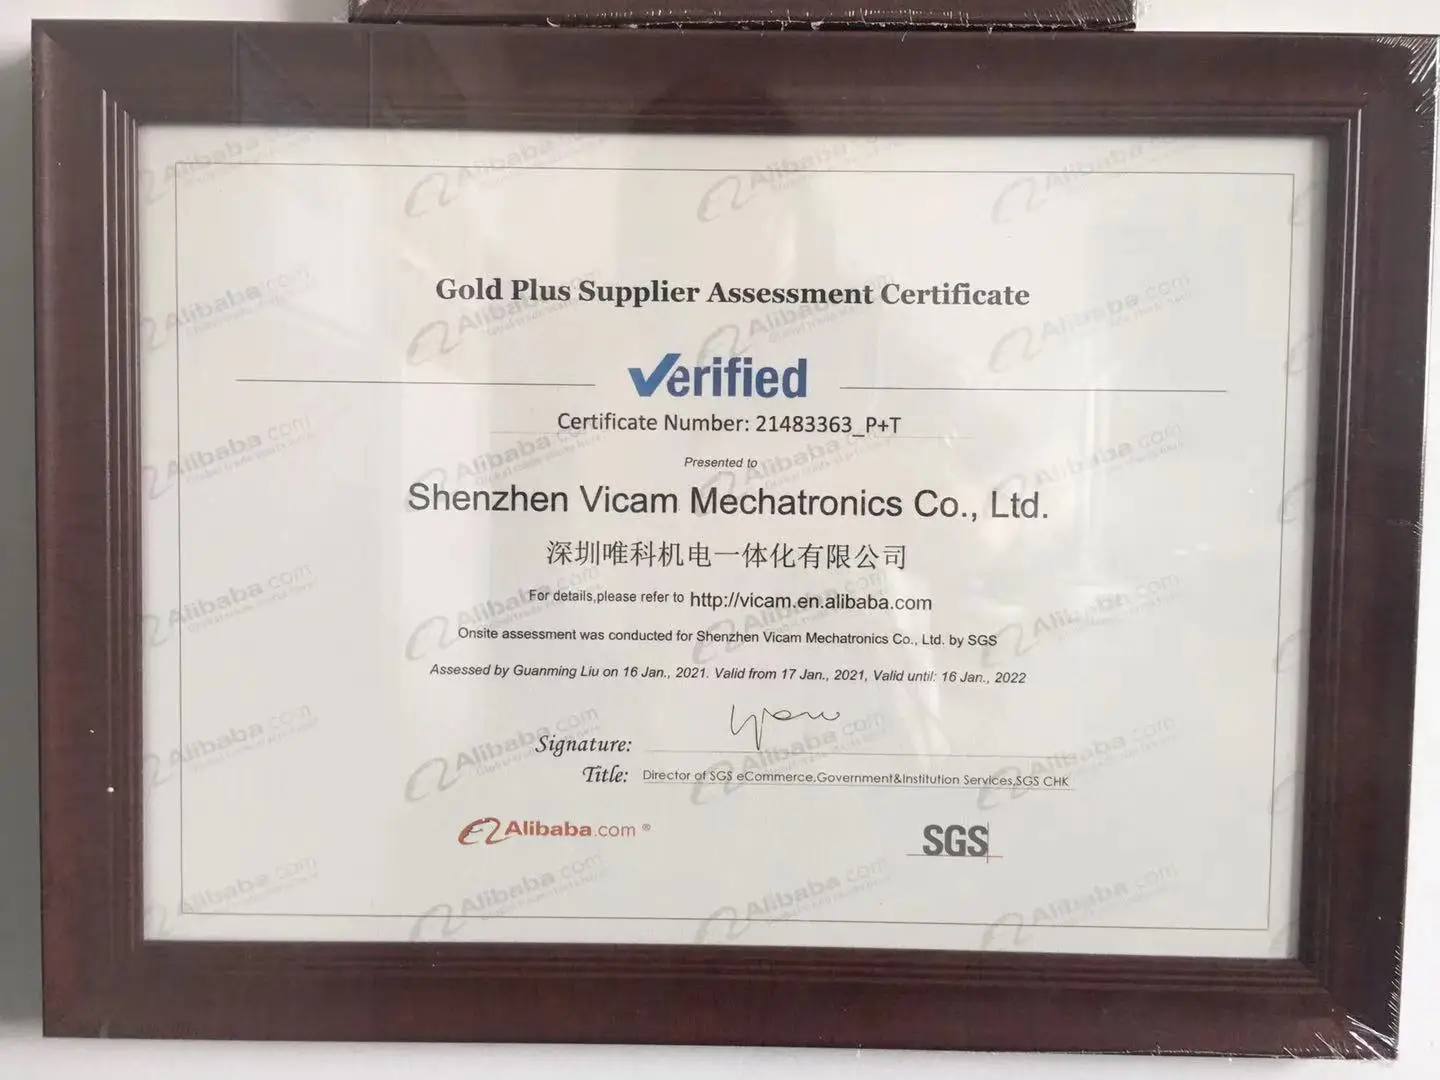 Gold Plus Supplier Assessment Certificate
Verified
Certificate Number: 21483363_P+T
Presented to
Shenzhen Vicam Mechatronics Co., Ltd.
深圳唯科机电一体化有限公司
For details,please refer to http://vicam.en.alibaba.com
Onsite assessment was conducted for Shenzhen Vicam Mechatronics Co., Ltd. by SGS
Assessed by Guanming Liu on 16 Jan., 2021. Valid from 17 Jan., 2021, Valid until: 16 Jan., 2022
Signature:
Title: Director of SGS eCommerce,Government&Institution Services,SGS CHK
Alibaba.com ®
SGS